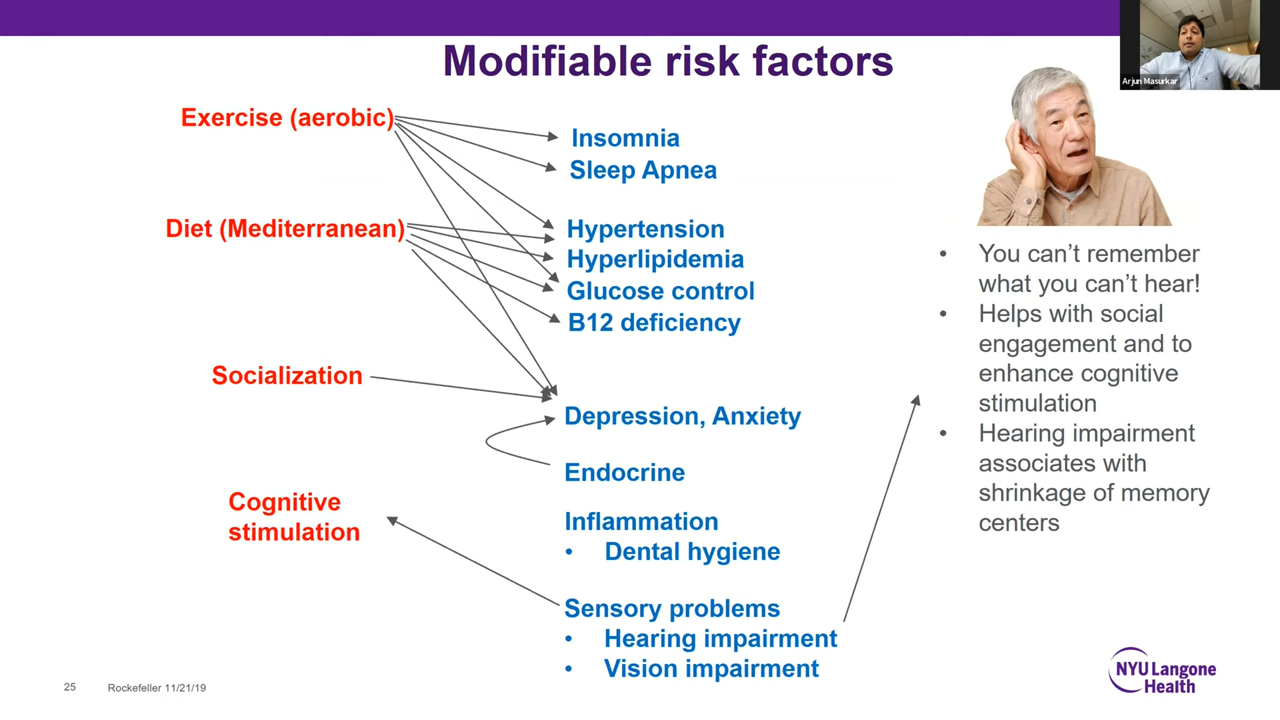 Modifiable risk factors
Arjun Masurkar
Exercise (aerobic)
Diet (Mediterranean)
Socialization
Cognitive
stimulation
Insomnia
Sleep Apnea
Hypertension
Hyperlipidemia
Glucose control
B12 deficiency
Depression, Anxiety
Endocrine
Inflammation
• Dental hygiene
Sensory problems
• Hearing impairment
• Vision impairment
• You can’t remember
what you can’t hear!
• Helps with social
engagement and to
enhance cognitive
stimulation
• Hearing impairment
associates with
shrinkage of memory
centers
25
Rockefeller 11/21/19
NYU Langone
Health